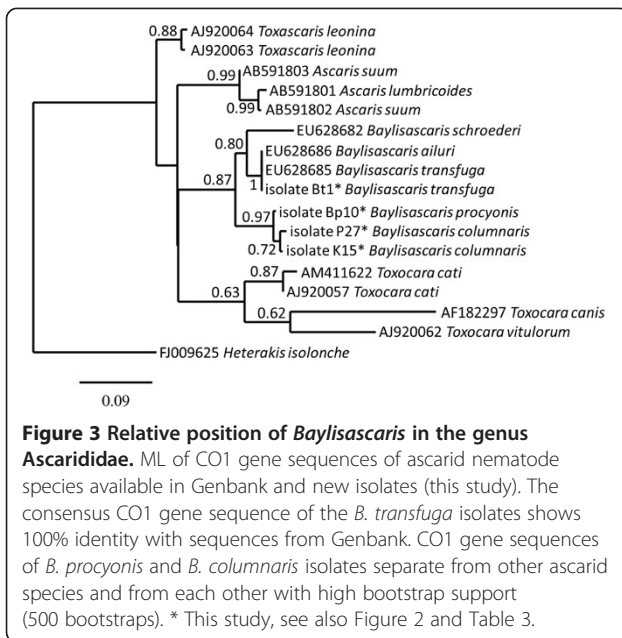 0.88 AJ920064 Toxascaris leonina
AJ920063 Toxascaris leonina
0.99 AB591803 Ascaris suum
AB591801 Ascaris lumbricoides
0.99 AB591802 Ascaris suum
EU628682 Baylisascaris schroederi
0.80 EU628686 Baylisascaris ailuri
0.87 EU628685 Baylisascaris transfuga
1 isolate Bt1* Baylisascaris transfuga
0.97 isolate Bp10* Baylisascaris procyonis
isolate P27* Baylisascaris columnaris
0.72 isolate K15* Baylisascaris columnaris
0.87 AM411622 Toxocara cati
0.63 AJ920057 Toxocara cati
0.62 AF182297 Toxocara canis
AJ920062 Toxocara vitulorum
FJ009625 Heterakis isolonche
0.09
Figure 3 Relative position of Baylisascaris in the genus
Ascarididae. ML of CO1 gene sequences of ascarid nematode
species available in Genbank and new isolates (this study). The
consensus CO1 gene sequence of the B. transfuga isolates shows
100% identity with sequences from Genbank. CO1 gene sequences
of B. procyonis and B. columnaris isolates separate from other ascarid
species and from each other with high bootstrap support
(500 bootstraps). * This study, see also Figure 2 and Table 3.